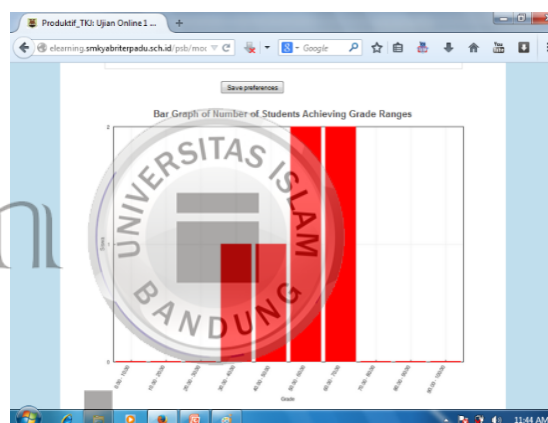 Produktif_TKJ: Ujian Online 1 ...
elearning.smkyabriterpadu.sch.id/psb/moc
Google
Save preferences
Bar Graph of Number of Students Achieving Grade Ranges
2
1
0
UNIVERSITAS ISLAM
BANDUNG
Grade
11:44 AM